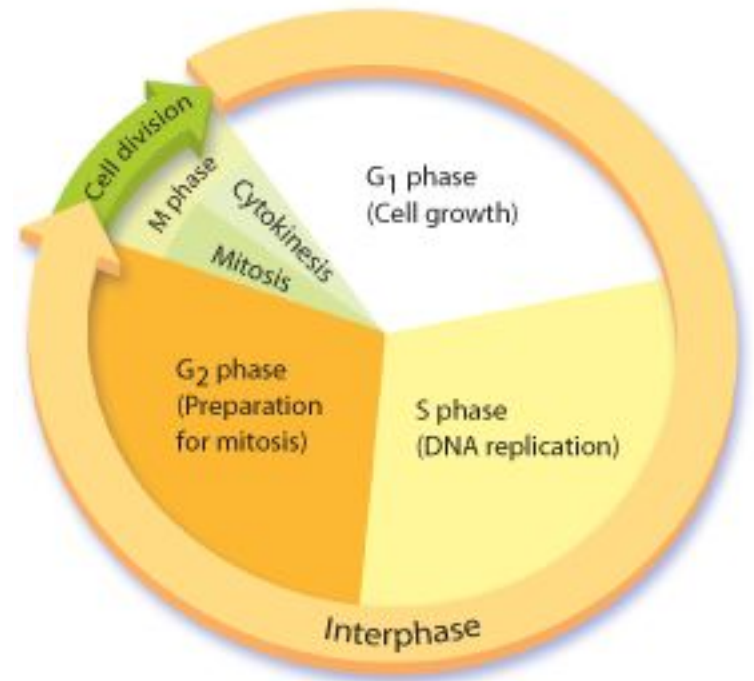 Cell division
M phase
Cytokinesis
Mitosis
G1 phase
(Cell growth)
G2 phase
(Preparation
for mitosis)
S phase
(DNA replication)
Interphase